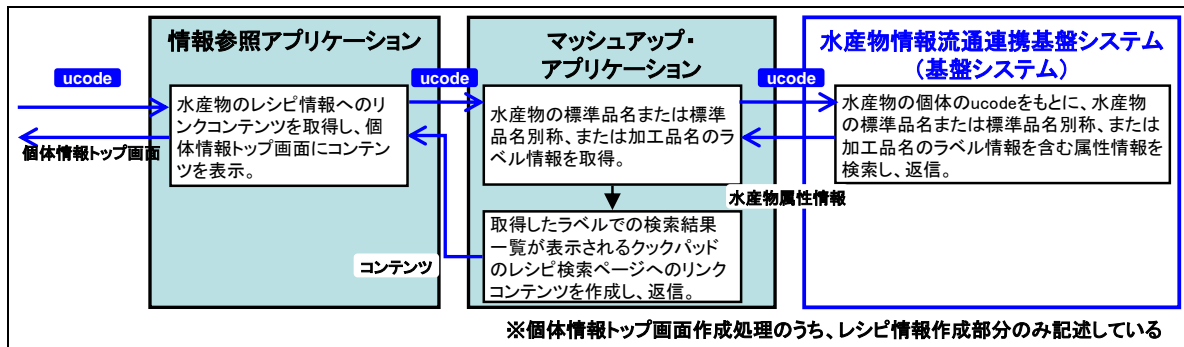 情報参照アプリケーション
マッシュアップ・
アプリケーション
水産物情報流通連携基盤システム
（基盤システム）
ucode
ucode
ucode
水産物のレシピ情報へのリ
ンクコンテンツを取得し、個
体情報トップ画面にコンテン
ツを表示。
水産物の標準品名または標準
品名別称、または加工品名のラ
ベル情報を取得。
水産物の個体のucodeをもとに、水産物
の標準品名または標準品名別称、または
加工品名のラベル情報を含む属性情報を
検索し、返信。
個体情報トップ画面
水産物属性情報
取得したラベルでの検索結果
一覧が表示されるクックパッド
のレシピ検索ページへのリンク
コンテンツを作成し、返信。
コンテンツ
※個体情報トップ画面作成処理のうち、レシピ情報作成部分のみ記述している